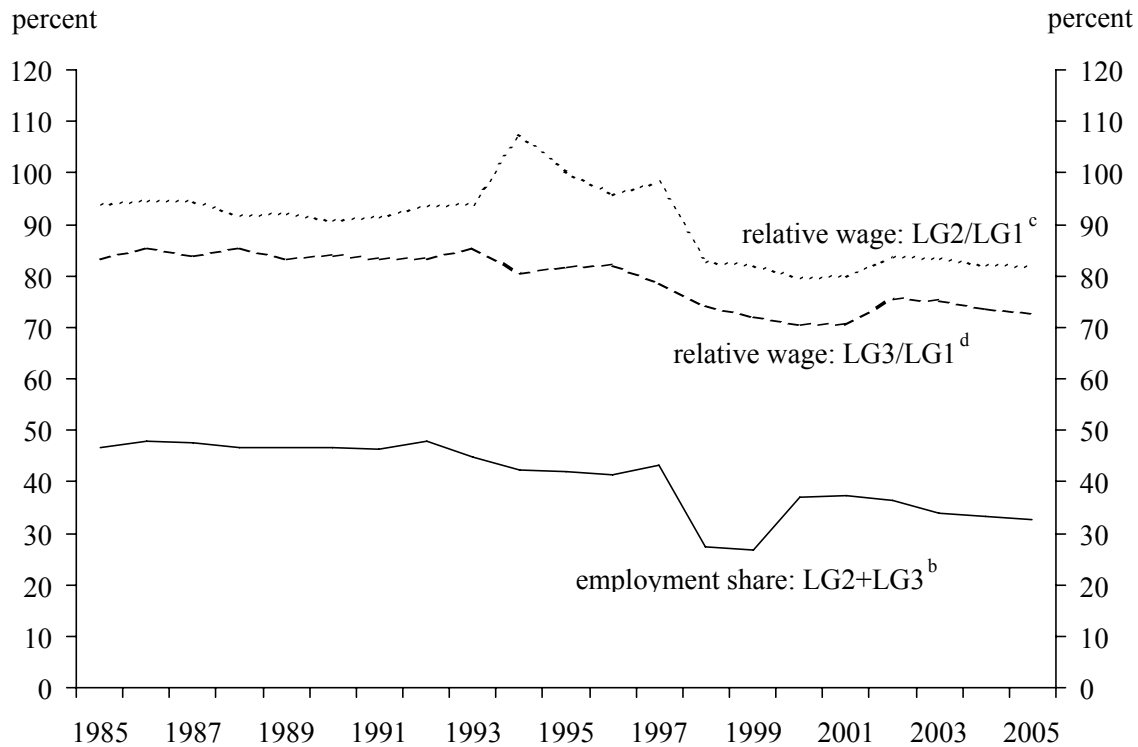 percent percent
120 120
110 110
100 100
90 90
relative wage: LG2/LG1 c
80 80
70 70
relative wage: LG3/LG1 d
60 60
50 50
40 40
30 30
employment share: LG2+LG3 b
20 20
10 10
0 0
1985 1987 1989 1991 1993 1995 1997 1999 2001 2003 2005